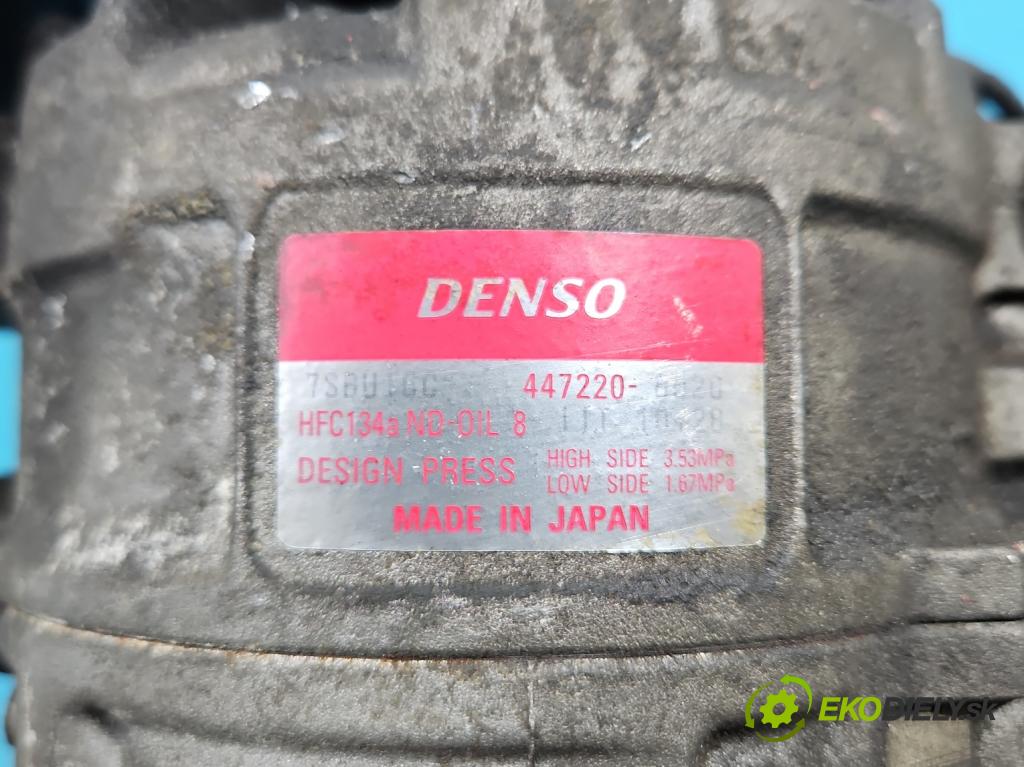 DENSO
7SBU16C 447220-
HFC134a ND-OIL 8
DESIGN PRESS HIGH SIDE 3.53MPa
LOW SIDE 1.67MPa
MADE IN JAPAN
EKODIELY.SK